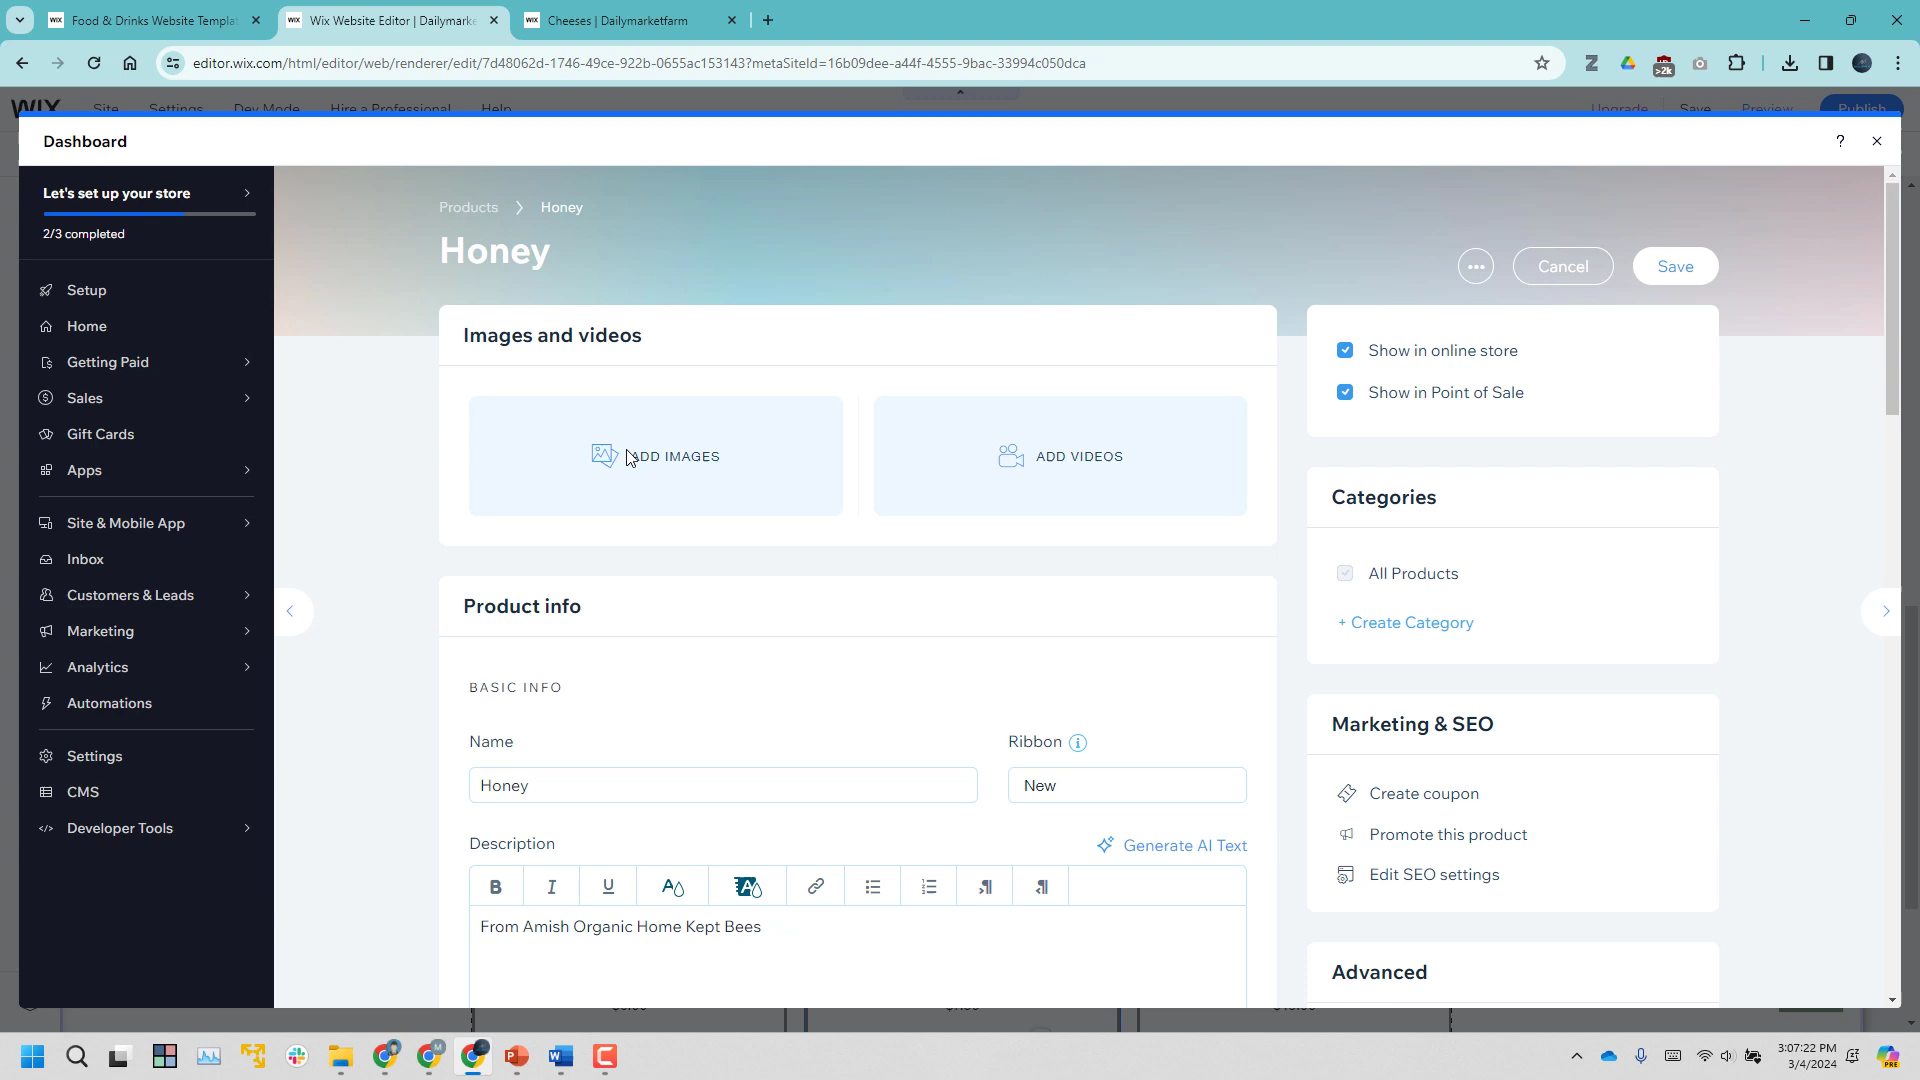 Food & Drinks Website Templa
Wix Website Editor | Dailymarke
Cheeses | Dailymarketfarm
editor.wix.com/html/editor/web/renderer/edit/7d48062d-1746-49ce-922b-0655ac153143?metaSiteId=16b09dee-a44f-4555-9bac-33994c050dca
>2k
WIX Site Settings Dev Mode Hire a Professional Help Upgrade Save Preview Publish
Dashboard
?
Let's set up your store
2/3 completed
Setup
Home
Getting Paid
Sales
Gift Cards
Apps
Site & Mobile App
Inbox
Customers & Leads
Marketing
Analytics
Automations
Settings
CMS
Developer Tools
Products > Honey
Honey
Cancel
Save
Images and videos
ADD IMAGES
ADD VIDEOS
Product info
BASIC INFO
Name
Ribbon
Honey
New
Description
Generate AI Text
B I U A A
From Amish Organic Home Kept Bees
Show in online store
Show in Point of Sale
Categories
All Products
+ Create Category
Marketing & SEO
Create coupon
Promote this product
Edit SEO settings
Advanced
3:07:22 PM
3/4/2024